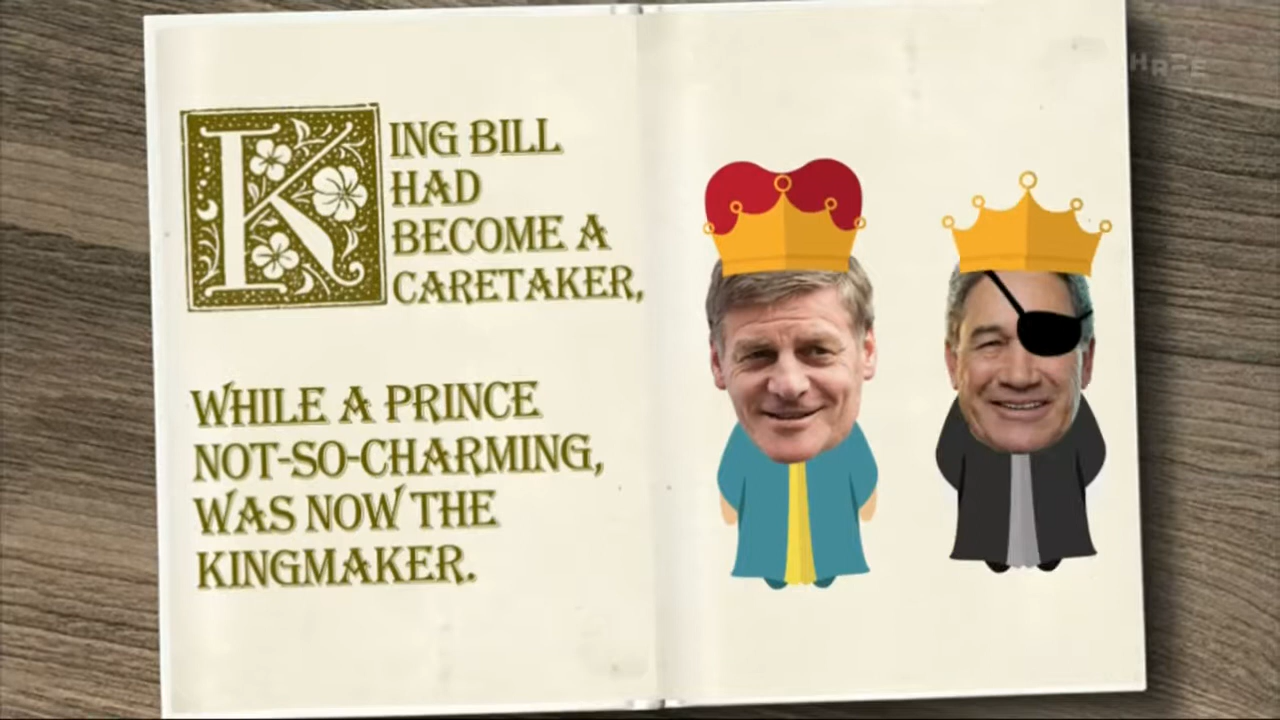 KING BILL
HAD
BECOME A
CARETAKER,
WHILE A PRINCE
NOT-SO-CHARMING,
WAS NOW THE
KINGMAKER.